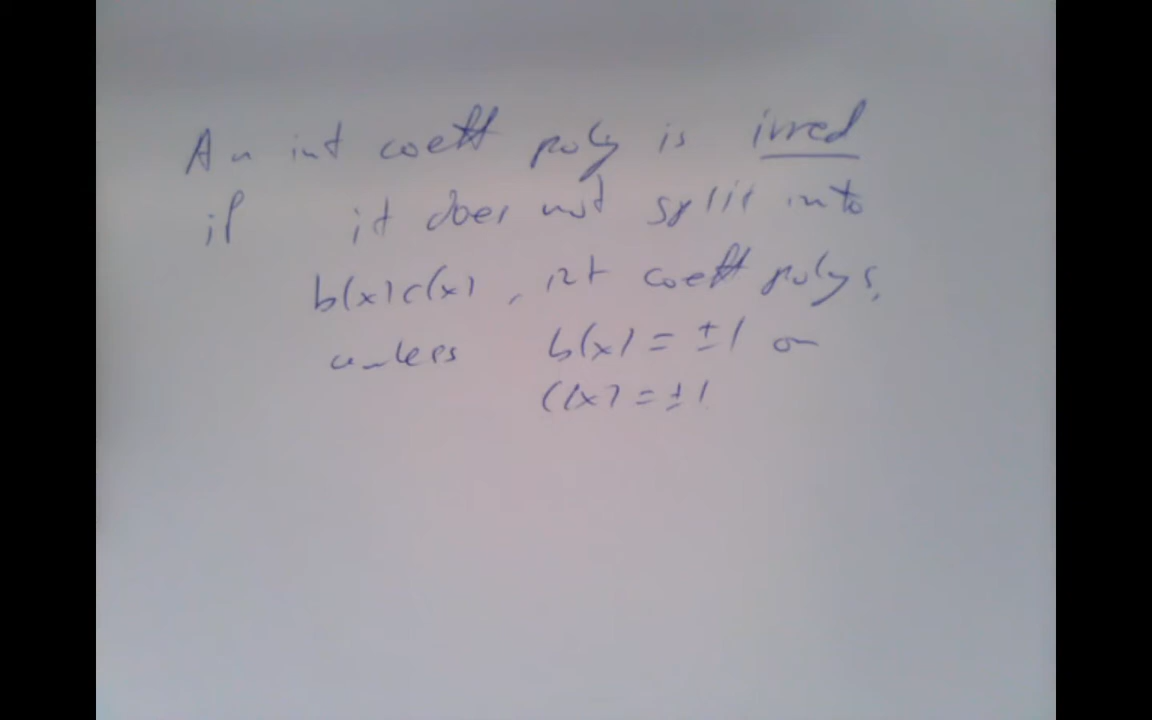 An int coeff poly is irred
if it does not split into
b(x)c(x), int coeff polys,
unless b(x) = ±1 or
c(x) = ±1